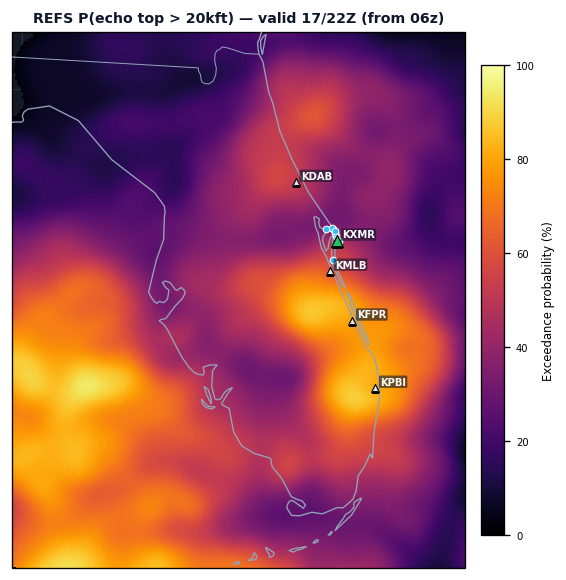 REFS P(echo top > 20kft) — valid 17/22Z (from 06z)
KDAB
KXMR
KMLB
KFPR
KPBI
100
80
60
40
20
0
Exceedance probability (%)